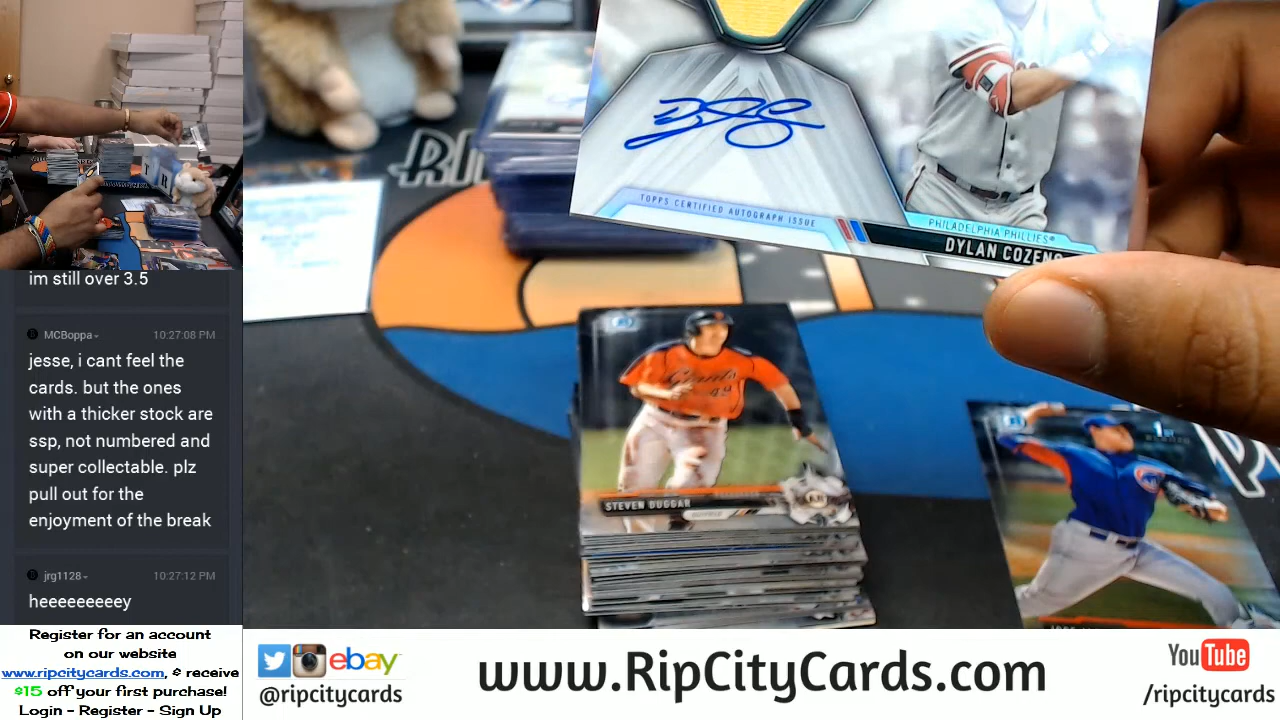 im still over 3.5
MCBoppa
10:27:08 PM
jesse, i cant feel the
cards. but the ones
with a thicker stock are
ssp, not numbered and
super collectable. plz
pull out for the
enjoyment of the break
jrg1128
10:27:12 PM
heeeeeeeeey
Register for an account
on our website
www.ripcitycards.com, & receive
$15 off your first purchase!
Login - Register - Sign Up
TOPPS CERTIFIED AUTOGRAPH ISSUE
PHILADELPHIA PHILLIES
DYLAN COZENS
RI
Giants
49
STEVEN DUGGAR
1st
ebay
@ripcitycards
www.RipCityCards.com
YouTube
/ripcitycards